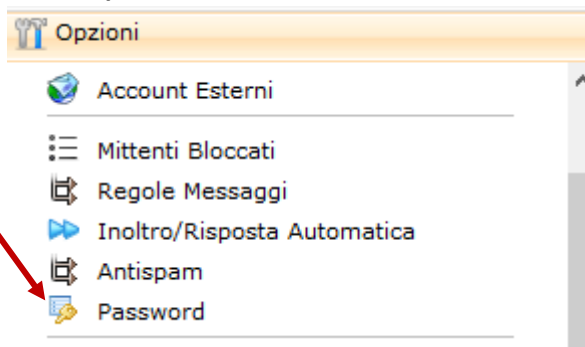 Opzioni
Account Esterni
Mittenti Bloccati
Regole Messaggi
Inoltro/Risposta Automatica
Antispam
Password